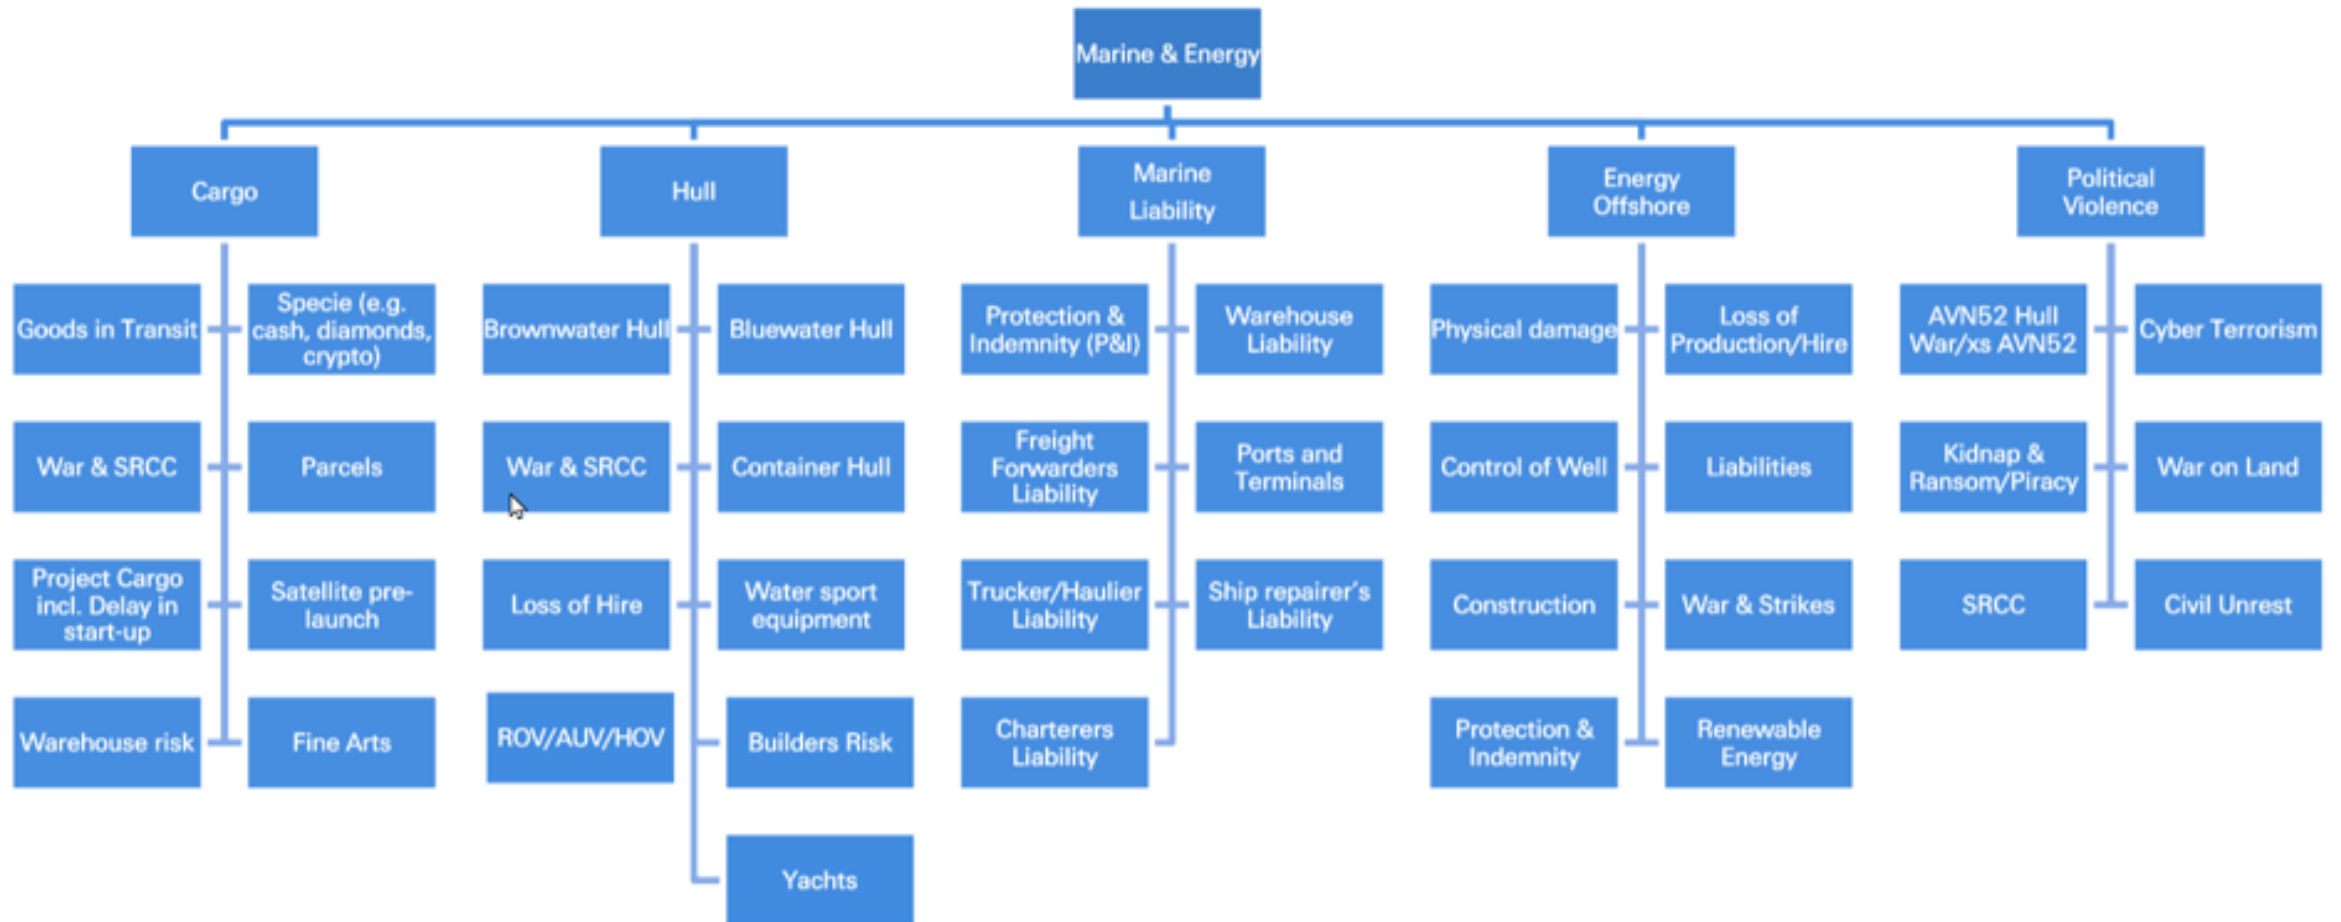 Marine & Energy
Cargo
Hull
Marine
Liability
Energy
Offshore
Political
Violence
Goods in Transit
Specie (e.g.
cash, diamonds,
crypto)
Brownwater Hull
Bluewater Hull
Protection &
Indemnity (P&I)
Warehouse
Liability
Physical damage
Loss of
Production/Hire
AVN52 Hull
War/xs AVN52
Cyber Terrorism
War & SRCC
Parcels
War & SRCC
Container Hull
Freight
Forwarders
Liability
Ports and
Terminals
Control of Well
Liabilities
Kidnap &
Ransom/Piracy
War on Land
Project Cargo
incl. Delay in
start-up
Satellite pre-
launch
Loss of Hire
Water sport
equipment
Trucker/Haulier
Liability
Ship repairer's
Liability
Construction
War & Strikes
SRCC
Civil Unrest
Warehouse risk
Fine Arts
ROV/AUV/HOV
Builders Risk
Charterers
Liability
Protection &
Indemnity
Renewable
Energy
Yachts